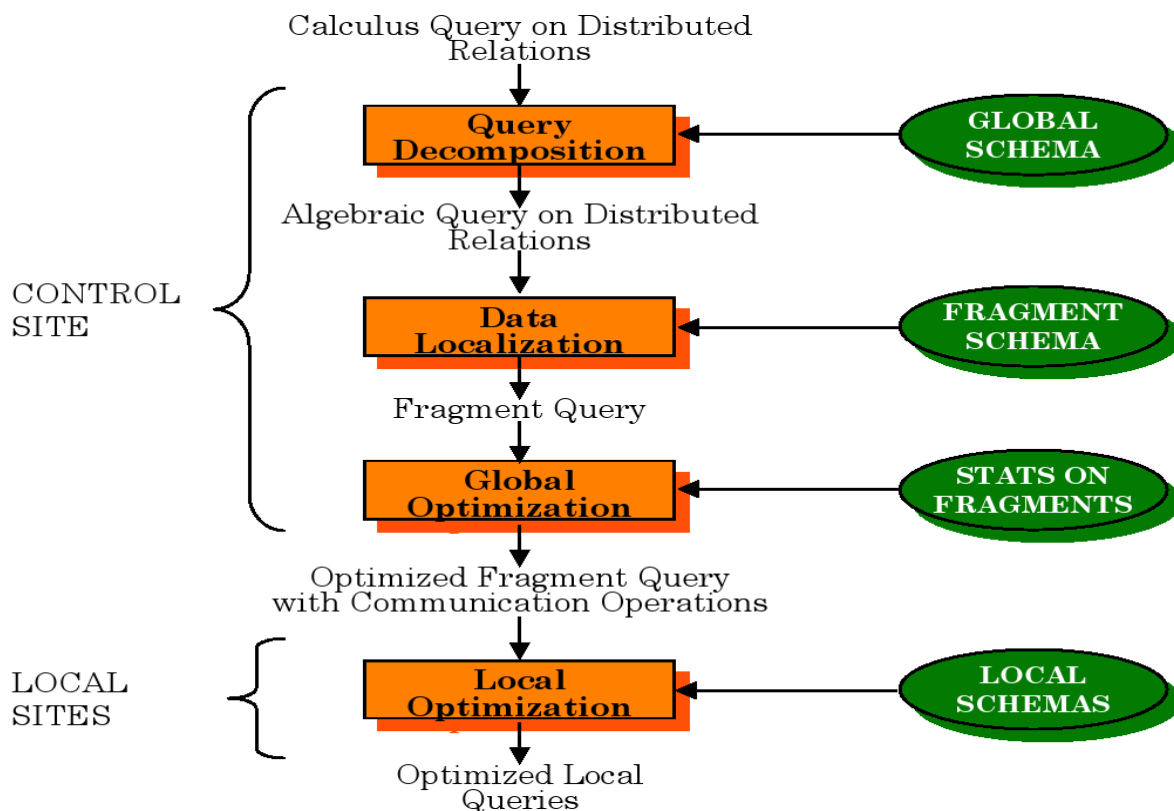 Calculus Query on Distributed
Relations
Query
Decomposition
GLOBAL
SCHEMA
Algebraic Query on Distributed
Relations
CONTROL
SITE
Data
Localization
FRAGMENT
SCHEMA
Fragment Query
Global
Optimization
STATS ON
FRAGMENTS
Optimized Fragment Query
with Communication Operations
LOCAL
SITES
Local
Optimization
LOCAL
SCHEMAS
Optimized Local
Queries